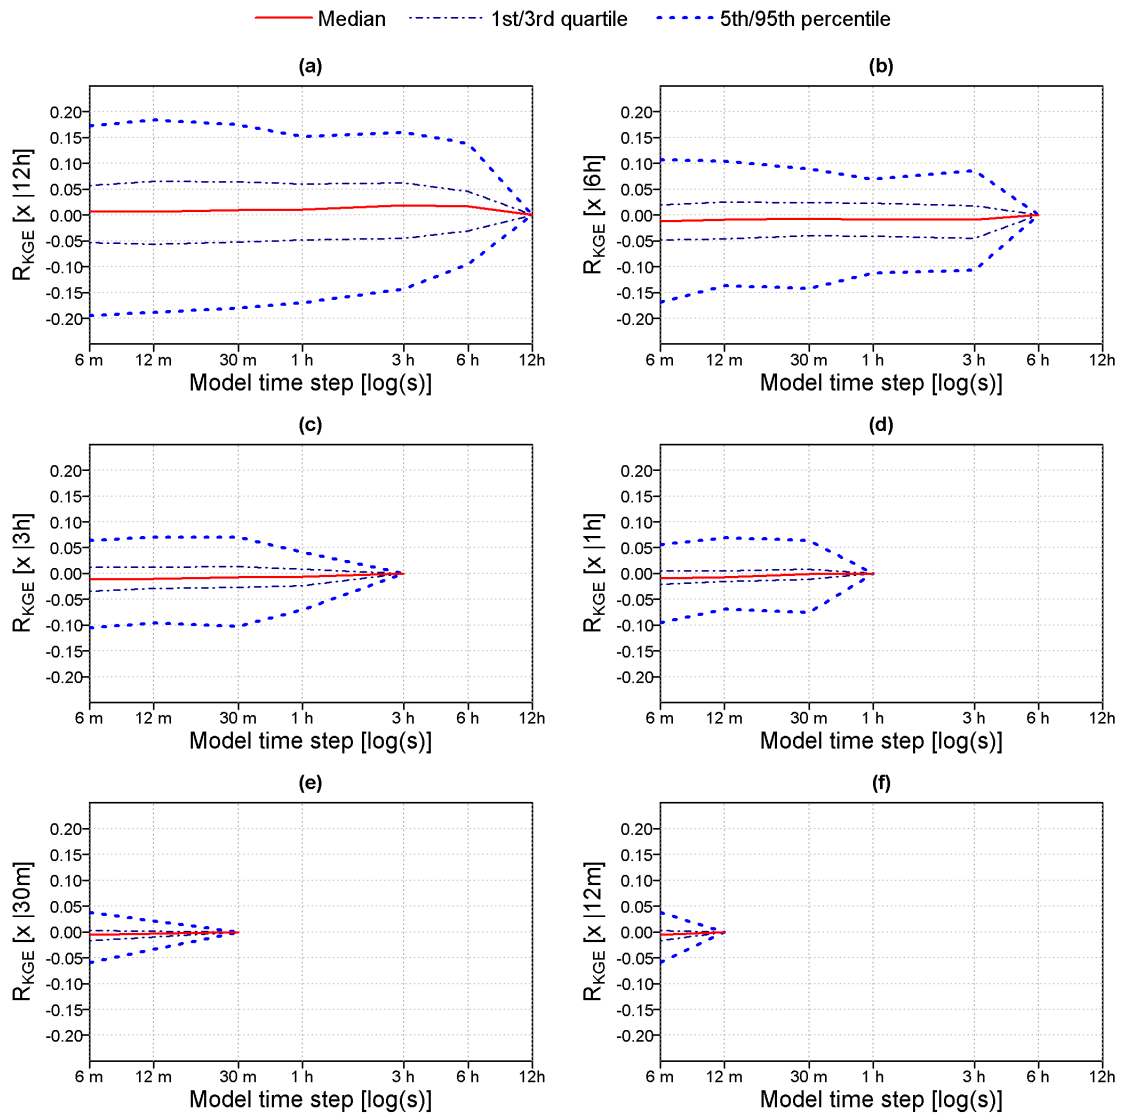 Median 1st/3rd quartile 5th/95th percentile
(a)
R_KGE [x |12h]
0.20
0.15
0.10
0.05
0.00
-0.05
-0.10
-0.15
-0.20
6 m 12 m 30 m 1 h 3 h 6 h 12h
Model time step [log(s)]
(b)
R_KGE [x |6h]
0.20
0.15
0.10
0.05
0.00
-0.05
-0.10
-0.15
-0.20
6 m 12 m 30 m 1 h 3 h 6 h 12h
Model time step [log(s)]
(c)
R_KGE [x |3h]
0.20
0.15
0.10
0.05
0.00
-0.05
-0.10
-0.15
-0.20
6 m 12 m 30 m 1 h 3 h 6 h 12h
Model time step [log(s)]
(d)
R_KGE [x |1h]
0.20
0.15
0.10
0.05
0.00
-0.05
-0.10
-0.15
-0.20
6 m 12 m 30 m 1 h 3 h 6 h 12h
Model time step [log(s)]
(e)
R_KGE [x |30m]
0.20
0.15
0.10
0.05
0.00
-0.05
-0.10
-0.15
-0.20
6 m 12 m 30 m 1 h 3 h 6 h 12h
Model time step [log(s)]
(f)
R_KGE [x |12m]
0.20
0.15
0.10
0.05
0.00
-0.05
-0.10
-0.15
-0.20
6 m 12 m 30 m 1 h 3 h 6 h 12h
Model time step [log(s)]